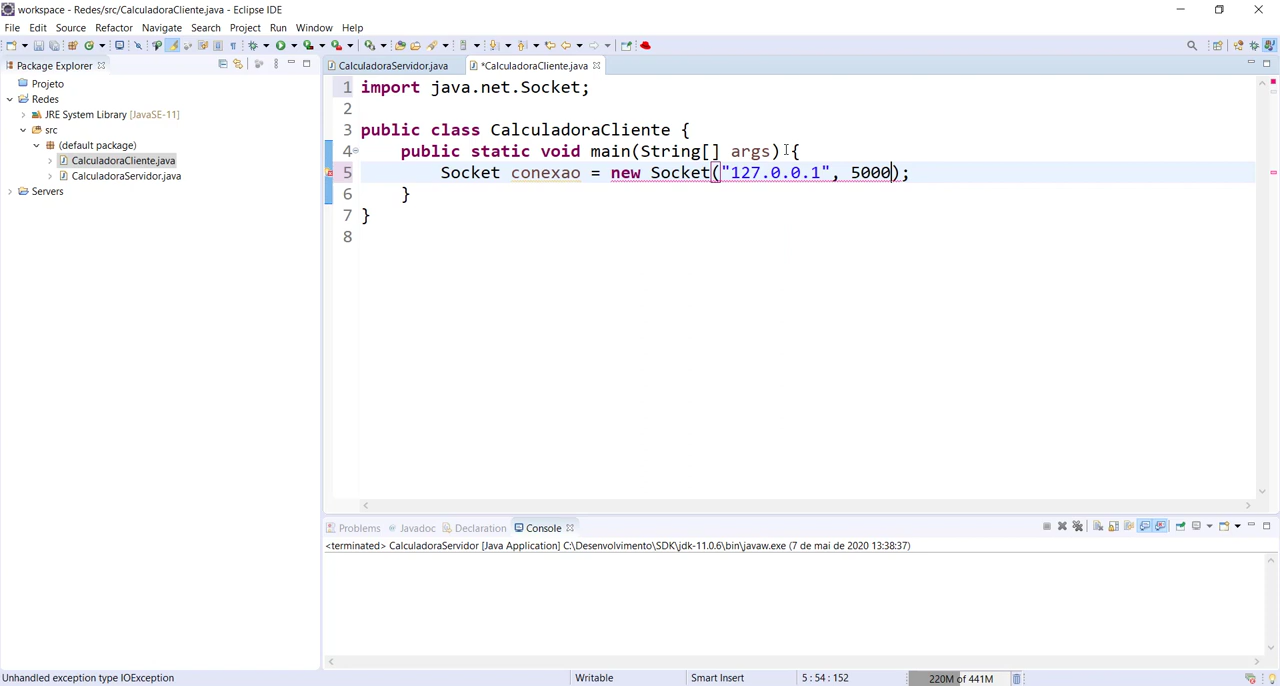 workspace - Redes/src/CalculadoraCliente.java - Eclipse IDE
File Edit Source Refactor Navigate Search Project Run Window Help
Package Explorer
CalculadoraServidor.java
*CalculadoraCliente.java
Projeto
Redes
JRE System Library [JavaSE-11]
src
(default package)
CalculadoraCliente.java
CalculadoraServidor.java
Servers
1 import java.net.Socket;
2
3 public class CalculadoraCliente {
4 public static void main(String[] args) {
5 Socket conexao = new Socket("127.0.0.1", 5000);
6 }
7 }
8
Problems Javadoc Declaration Console
<terminated> CalculadoraServidor [Java Application] C:\Desenvolvimento\SDK\jdk-11.0.6\bin\javaw.exe (7 de mai de 2020 13:38:37)
Unhandled exception type IOException Writable Smart Insert 5 : 54 : 152 220M of 441M